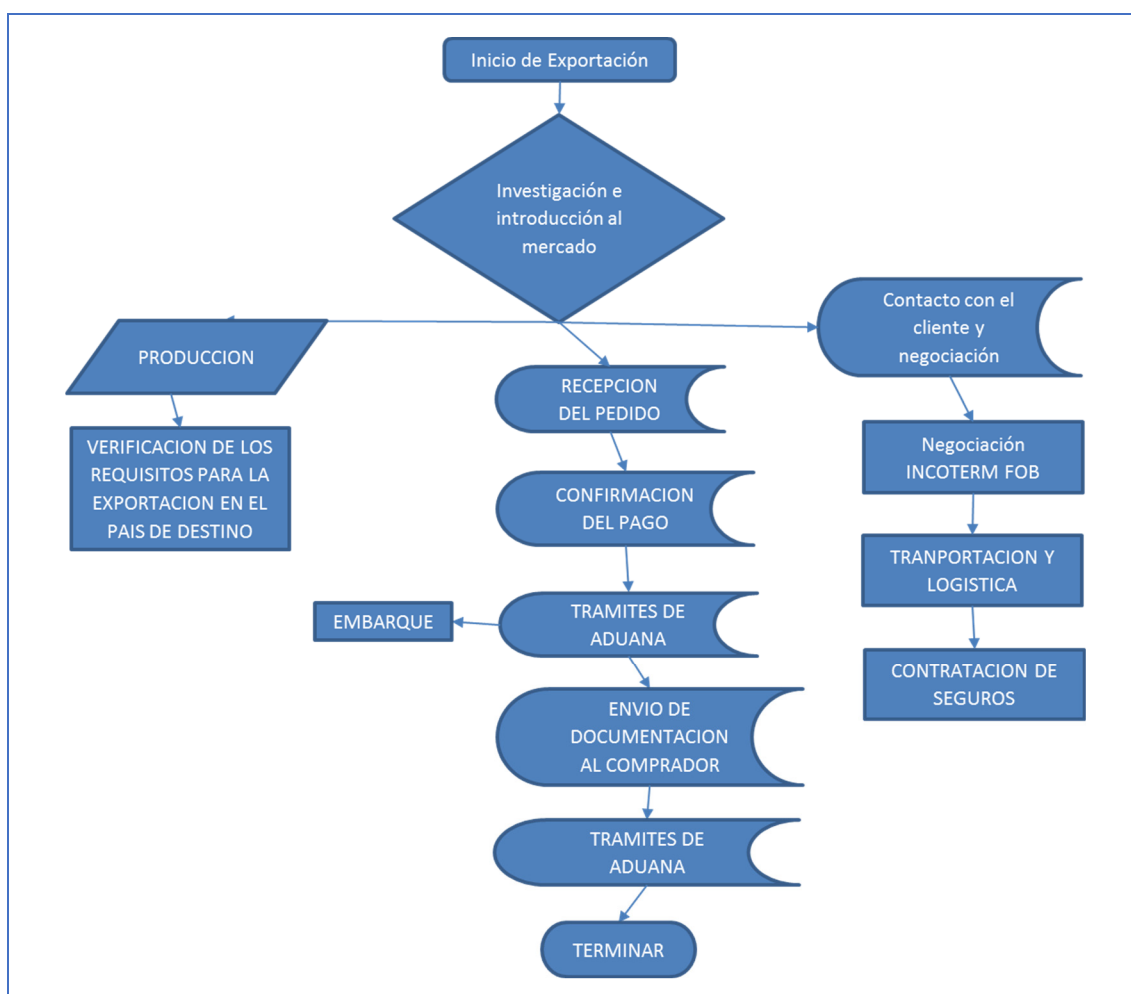 Inicio de Exportación
Investigación e
introducción al
mercado
PRODUCCION
VERIFICACION DE LOS
REQUISITOS PARA LA
EXPORTACION EN EL
PAIS DE DESTINO
RECEPCION
DEL PEDIDO
CONFIRMACION
DEL PAGO
TRAMITES DE
ADUANA
EMBARQUE
ENVIO DE
DOCUMENTACION
AL COMPRADOR
TRAMITES DE
ADUANA
TERMINAR
Contacto con el
cliente y
negociación
Negociación
INCOTERM FOB
TRANPORTACION Y
LOGISTICA
CONTRATACION DE
SEGUROS